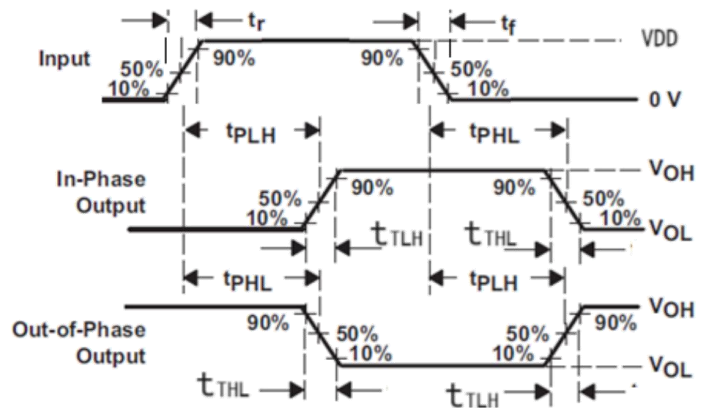 tr tf VDD
Input 90% 90%
50% 50%
10% 10% 0 V
tPLH tPHL
In-Phase Output VOH
90% 90%
50% 50%
10% 10% VOL
tTLH tTHL
tPHL tPLH
VOH
Out-of-Phase Output 90% 90%
50% 50%
10% 10% VOL
tTHL tTLH